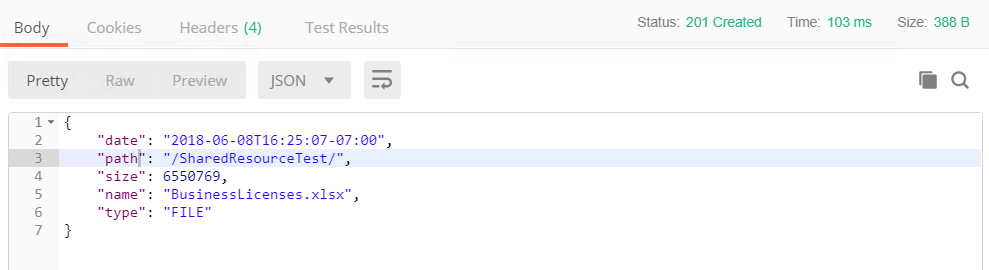 Body Cookies Headers (4) Test Results Status: 201 Created Time: 103 ms Size: 388 B
Pretty Raw Preview JSON
1 {
2 "date": "2018-06-08T16:25:07-07:00",
3 "path": "/SharedResourceTest/",
4 "size": 6550769,
5 "name": "BusinessLicenses.xlsx",
6 "type": "FILE"
7 }